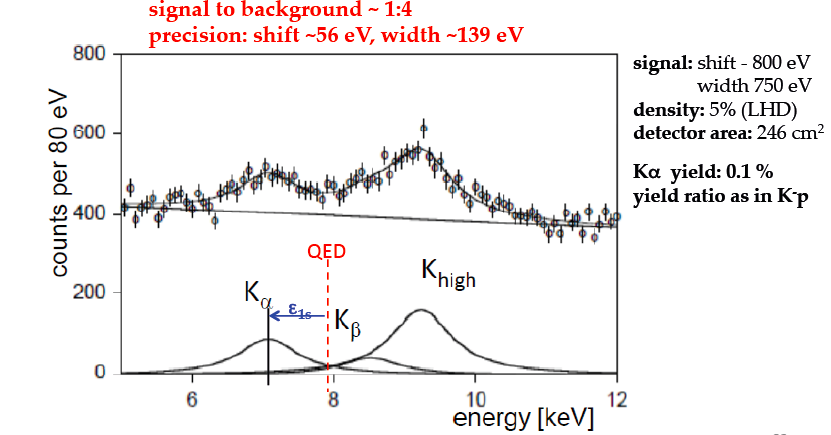 signal to background ~ 1:4
precision: shift ~56 eV, width ~139 eV
signal: shift - 800 eV
width 750 eV
density: 5% (LHD)
detector area: 246 cm²
Kα yield: 0.1 %
yield ratio as in K⁻p
counts per 80 eV
800
600
400
200
0
QED
Kα
ε1s
Kβ
Khigh
6
8
10
12
energy [keV]